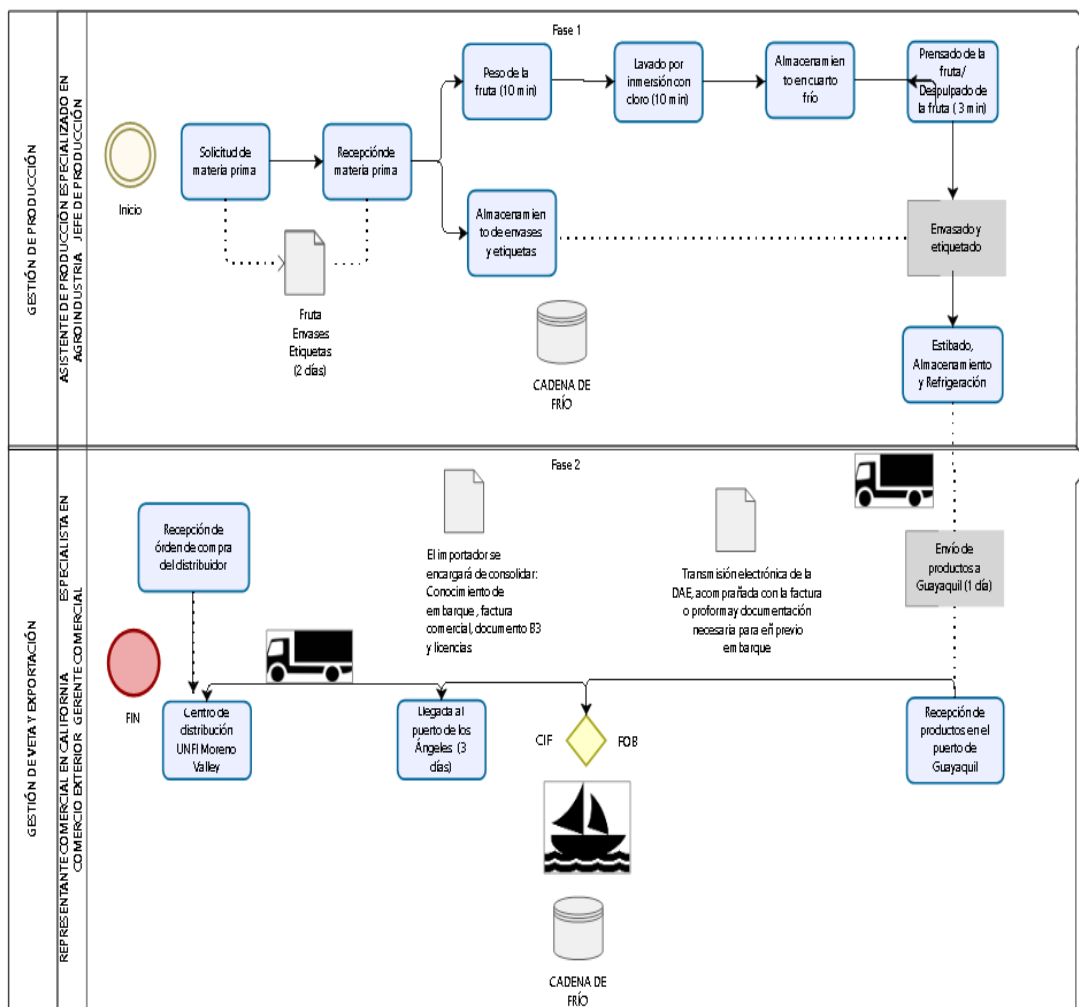 Fase 1
GESTIÓN DE PRODUCCIÓN
ASISTENTE DE PRODUCCIÓN ESPECIALIZADO EN
AGROINDUSTRIA JEFE DE PRODUCCIÓN
Inicio
Solicitud de
materia prima
Recepción de
materia prima
Fruta
Envases
Etiquetas
(2 días)
Peso de la
fruta (10 min)
Lavado por
inmersión con
cloro (10 min)
Almacenamien
to en cuarto
frío
Prensado de la
fruta/
Despulpado de
la fruta ( 3 min)
Almacenamien
to de envases
y etiquetas
Envasado y
etiquetado
CADENA DE
FRÍO
Estibado,
Almacenamiento
y Refrigeración
Fase 2
GESTIÓN DE VETA Y EXPORTACIÓN
REPRESENTANTE COMERCIAL EN CALIFORNIA ESPECIALISTA EN
COMERCIO EXTERIOR GERENTE COMERCIAL
Recepción de
órden de compra
del distribuidor
El importador se
encargará de consolidar:
Conocimiento de
embarque , factura
comercial, documento B3
y licencias
Transmisión electrónica de la
DAE, acomprañada con la factura
o proforma y documentación
necesaria para eñ previo
embarque
Envío de
productos a
Guayaquil (1 día)
FIN
Centro de
distribución
UNFI Moreno
Valley
Llegada al
puerto de los
Ángeles (3
días)
CIF
FOB
Recepción de
productos en el
puerto de
Guayaquil
CADENA DE
FRÍO